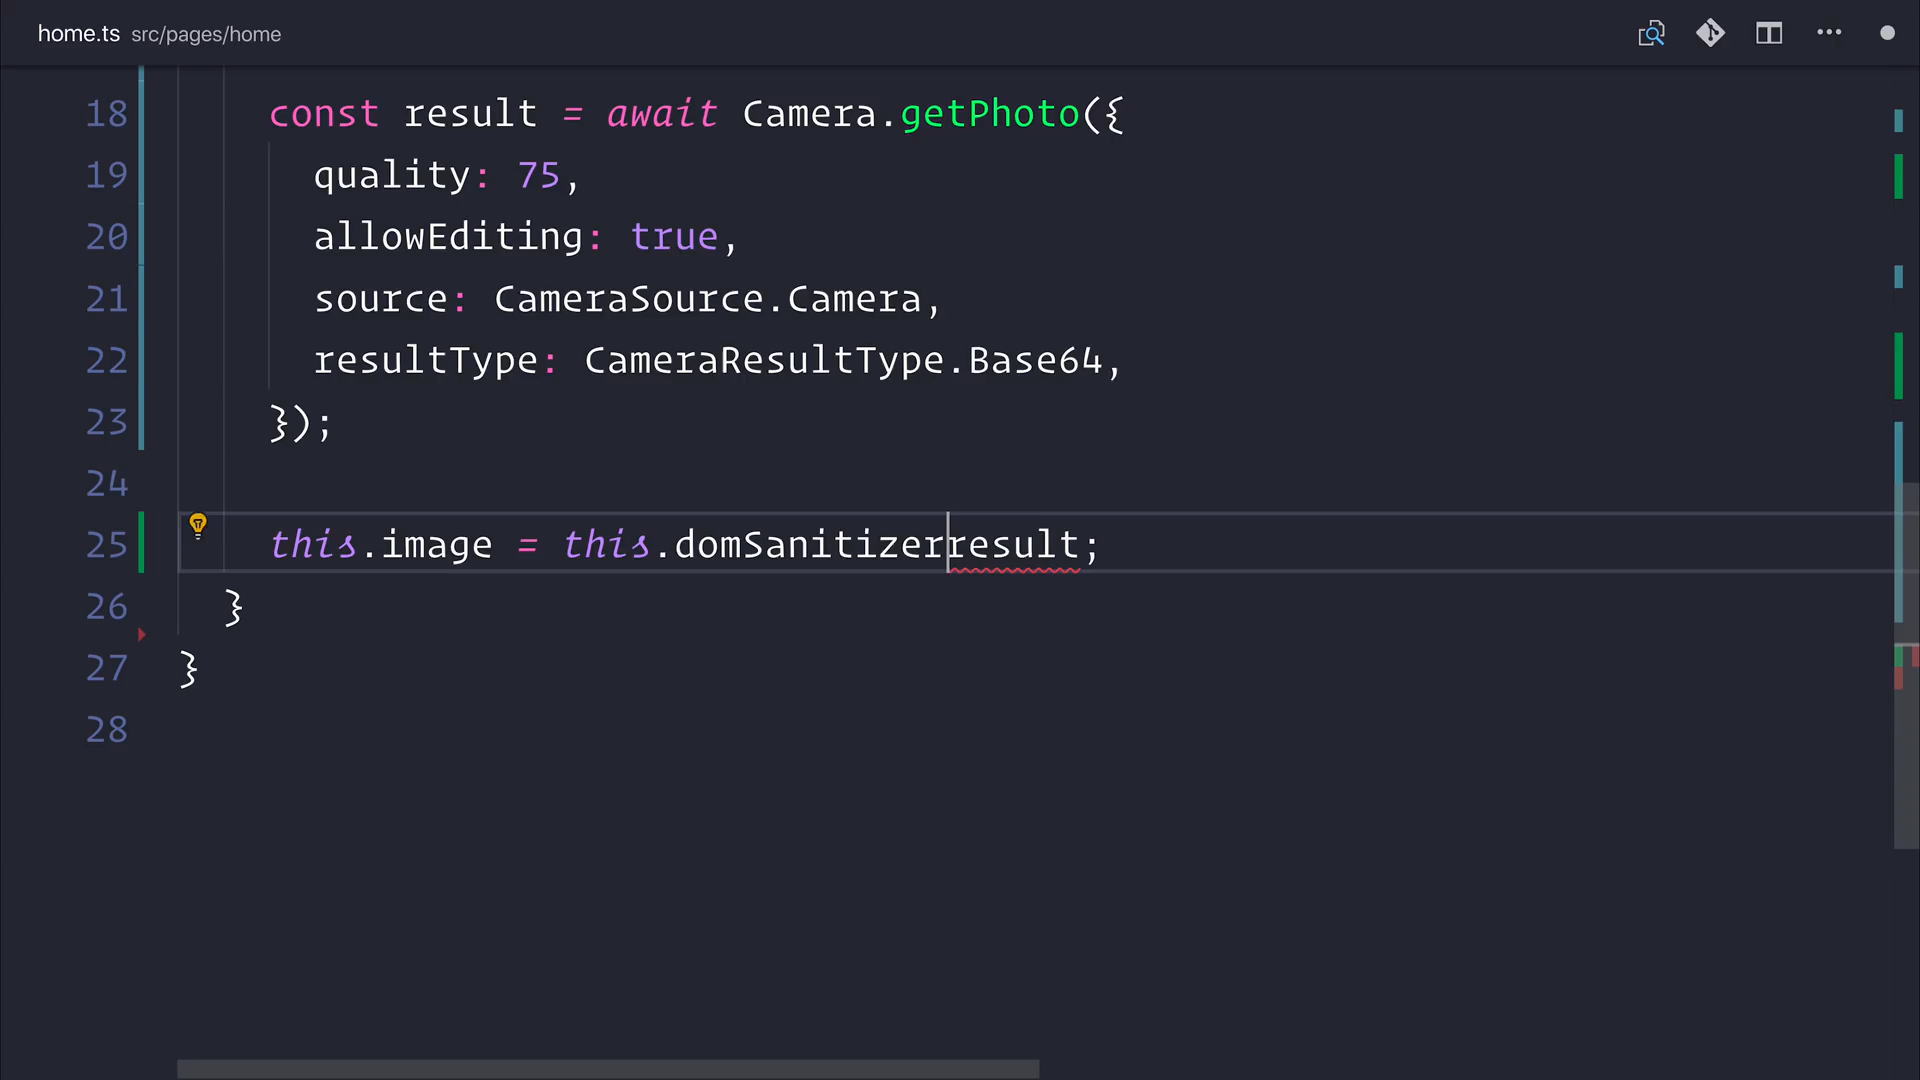 home.ts src/pages/home
18 const result = await Camera.getPhoto({
19 quality: 75,
20 allowEditing: true,
21 source: CameraSource.Camera,
22 resultType: CameraResultType.Base64,
23 });
24
25 this.image = this.domSanitizerresult;
26 }
27 }
28